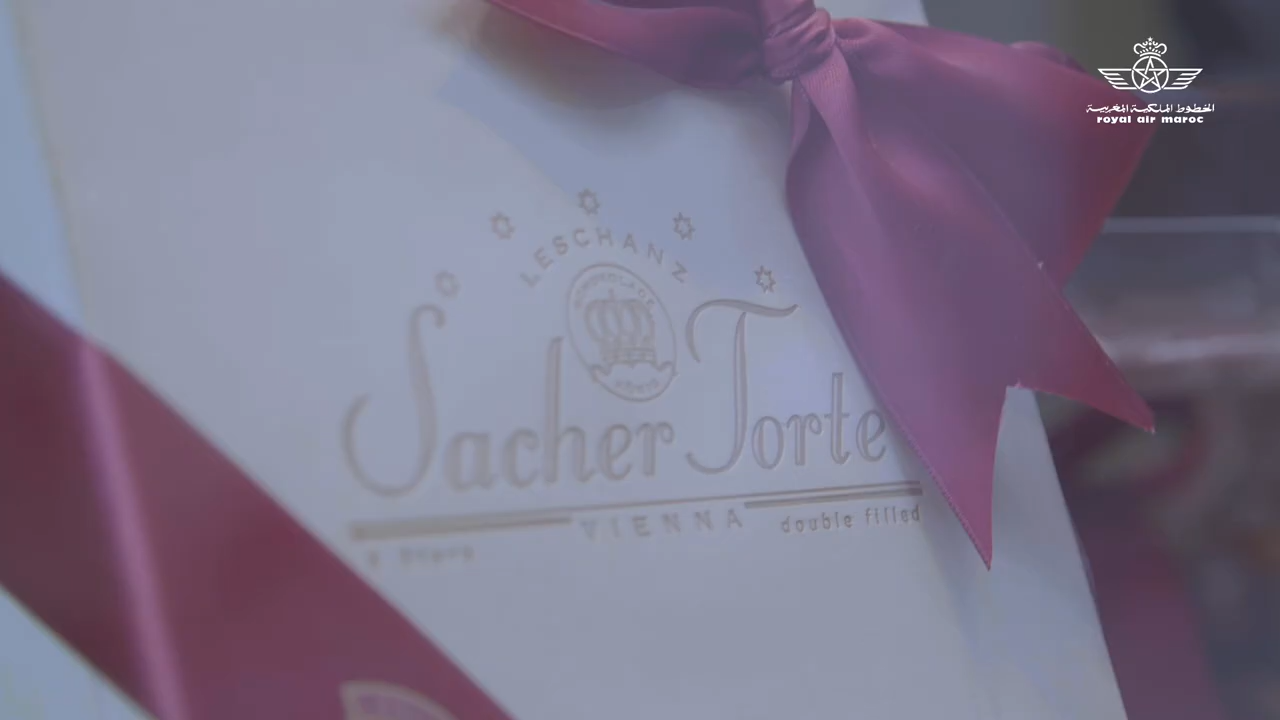 الخطوط الملكية المغربية
royal air maroc
LESCHANZ
Sacher Torte
VIENNA
double filled